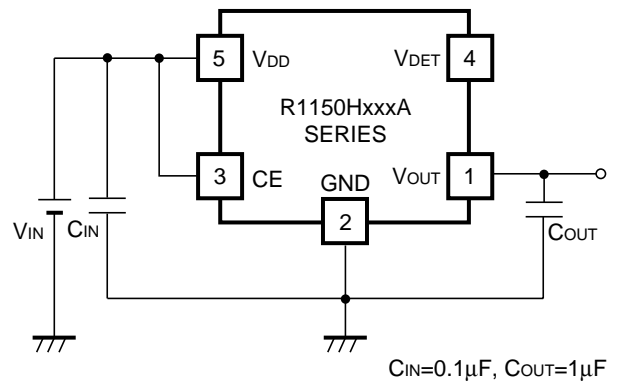 5 VDD VDET 4
R1150HxxxA
SERIES
3 CE GND VOUT 1
2
VIN CIN COUT
CIN=0.1μF, COUT=1μF